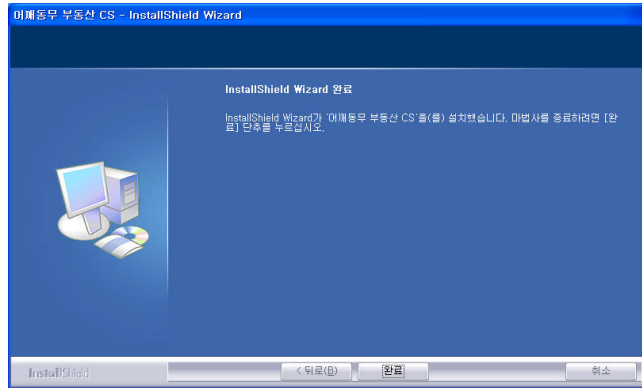 어깨동무 부동산 CS - InstallShield Wizard
InstallShield Wizard 완료
InstallShield Wizard가 '어깨동무 부동산 CS'을(를) 설치했습니다. 마법사를 종료하려면 [완
료] 단추를 누르십시오.
InstallShield
< 뒤로(B)
완료
취소